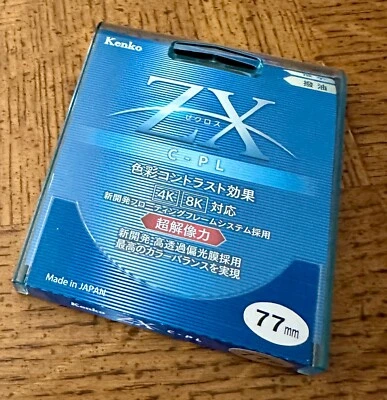 Kenko
撥油
ZX
ゼクロス
C-PL
色彩コントラスト効果
4K 8K 対応
新開発フローティングフレームシステム採用
超解像力
新開発:高透過偏光膜採用
最高のカラーバランスを実現
Made in JAPAN
77mm
Kenko
ZX
C-PL